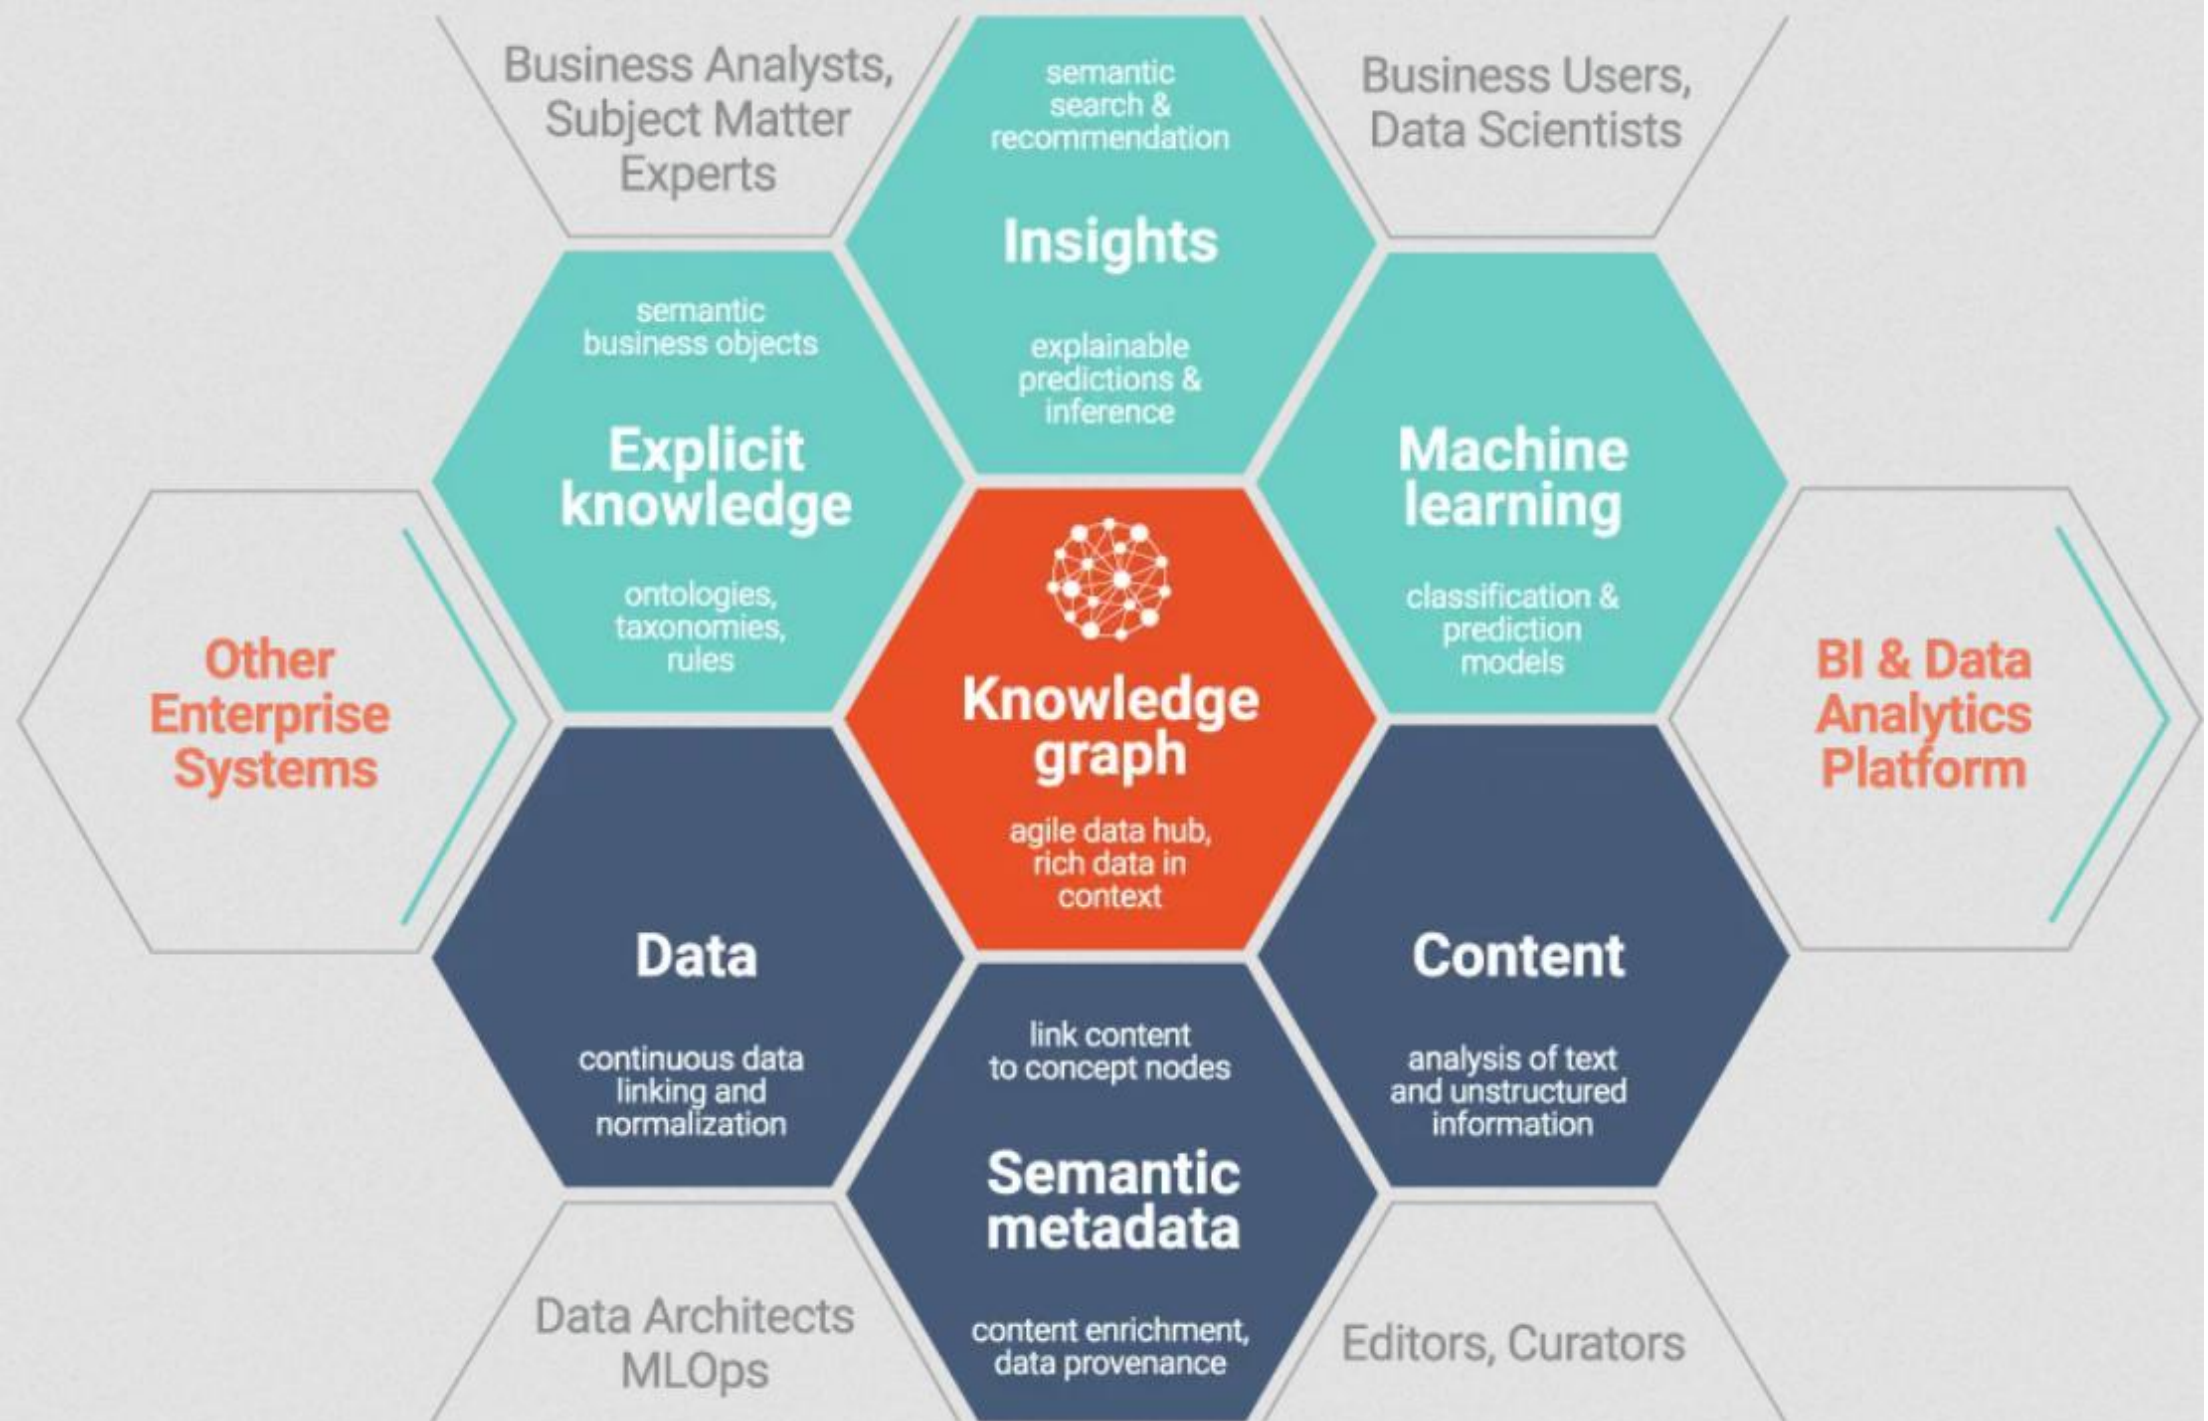 Business Analysts,
Subject Matter
Experts
semantic
search &
recommendation
Insights
explainable
predictions &
inference
Business Users,
Data Scientists
semantic
business objects
Explicit
knowledge
ontologies,
taxonomies,
rules
Machine
learning
classification &
prediction
models
Other
Enterprise
Systems
Knowledge
graph
agile data hub,
rich data in
context
BI & Data
Analytics
Platform
Data
continuous data
linking and
normalization
Content
analysis of text
and unstructured
information
link content
to concept nodes
Semantic
metadata
content enrichment,
data provenance
Data Architects
MLOps
Editors, Curators